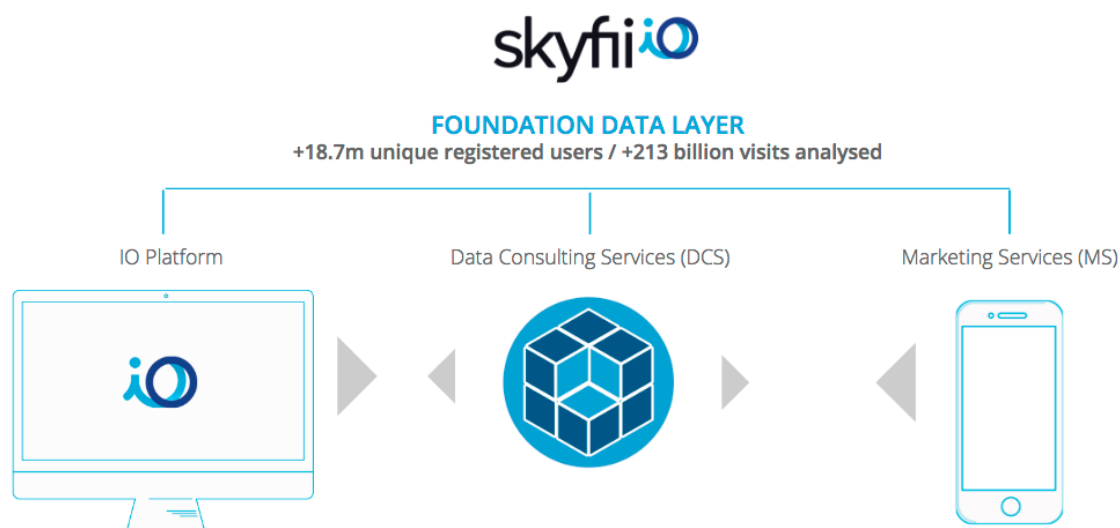 skyfii iO
FOUNDATION DATA LAYER
+18.7m unique registered users / +213 billion visits analysed
IO Platform
Data Consulting Services (DCS)
Marketing Services (MS)
iO